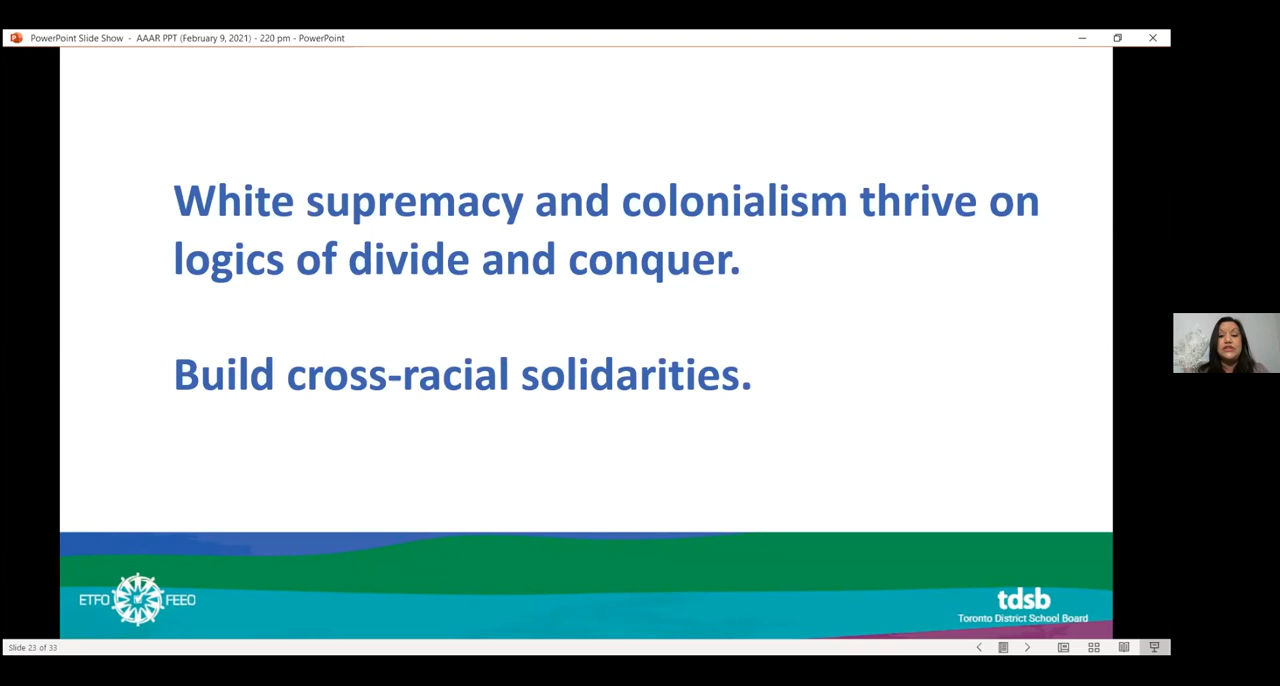 PowerPoint Slide Show - AAAR PPT (February 9, 2021) - 220 pm - PowerPoint
White supremacy and colonialism thrive on
logics of divide and conquer.
Build cross-racial solidarities.
ETFO FEEO
tdsb
Toronto District School Board
Slide 23 of 33